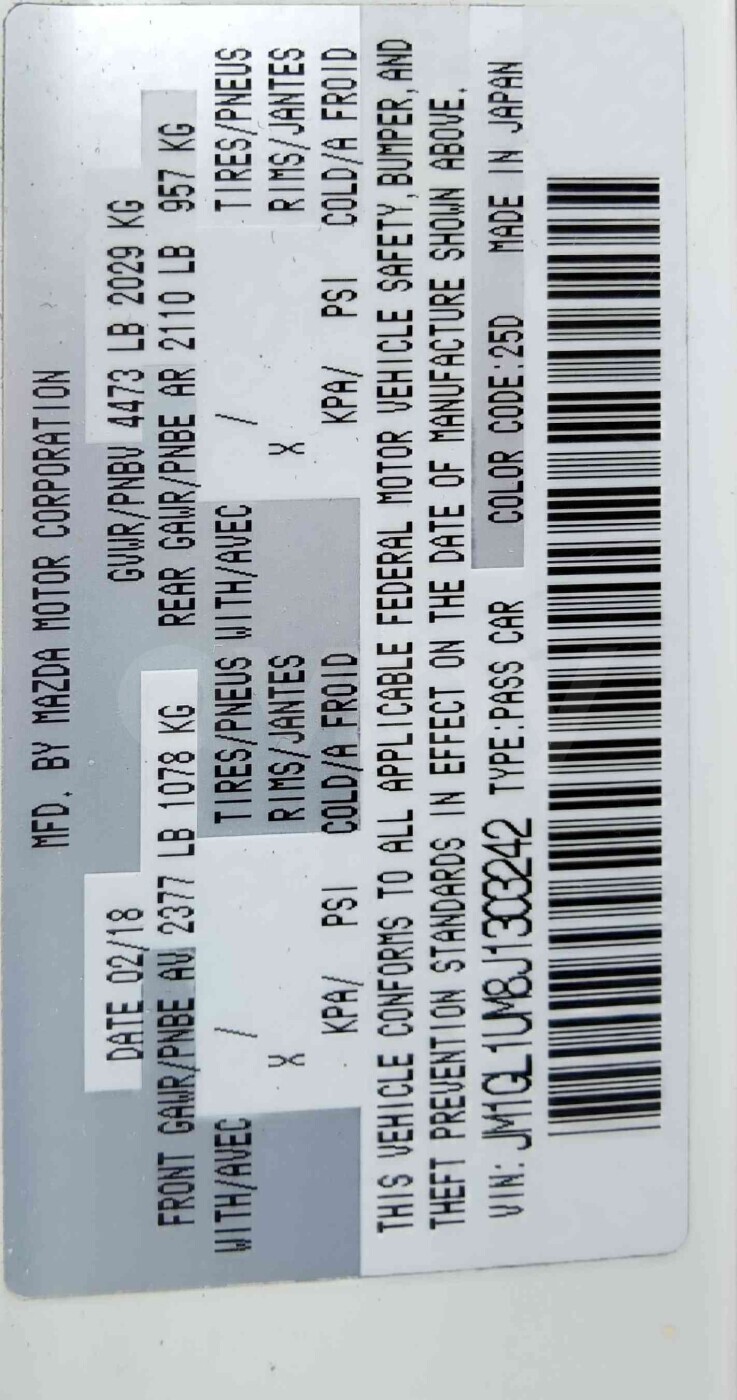 MFD. BY MAZDA MOTOR CORPORATION
DATE 02/18 GVWR/PNBV 4473 LB 2029 KG
FRONT GAWR/PNBE AV 2377 LB 1078 KG REAR GAWR/PNBE AR 2110 LB 957 KG
WITH/AVEC / TIRES/PNEUS WITH/AVEC / TIRES/PNEUS
X RIMS/JANTES X RIMS/JANTES
KPA/ PSI COLD/A FROID KPA/ PSI COLD/A FROID
THIS VEHICLE CONFORMS TO ALL APPLICABLE FEDERAL MOTOR VEHICLE SAFETY, BUMPER, AND
THEFT PREVENTION STANDARDS IN EFFECT ON THE DATE OF MANUFACTURE SHOWN ABOVE.
VIN: JM1GL1UM8J1303242 TYPE:PASS CAR COLOR CODE:25D MADE IN JAPAN